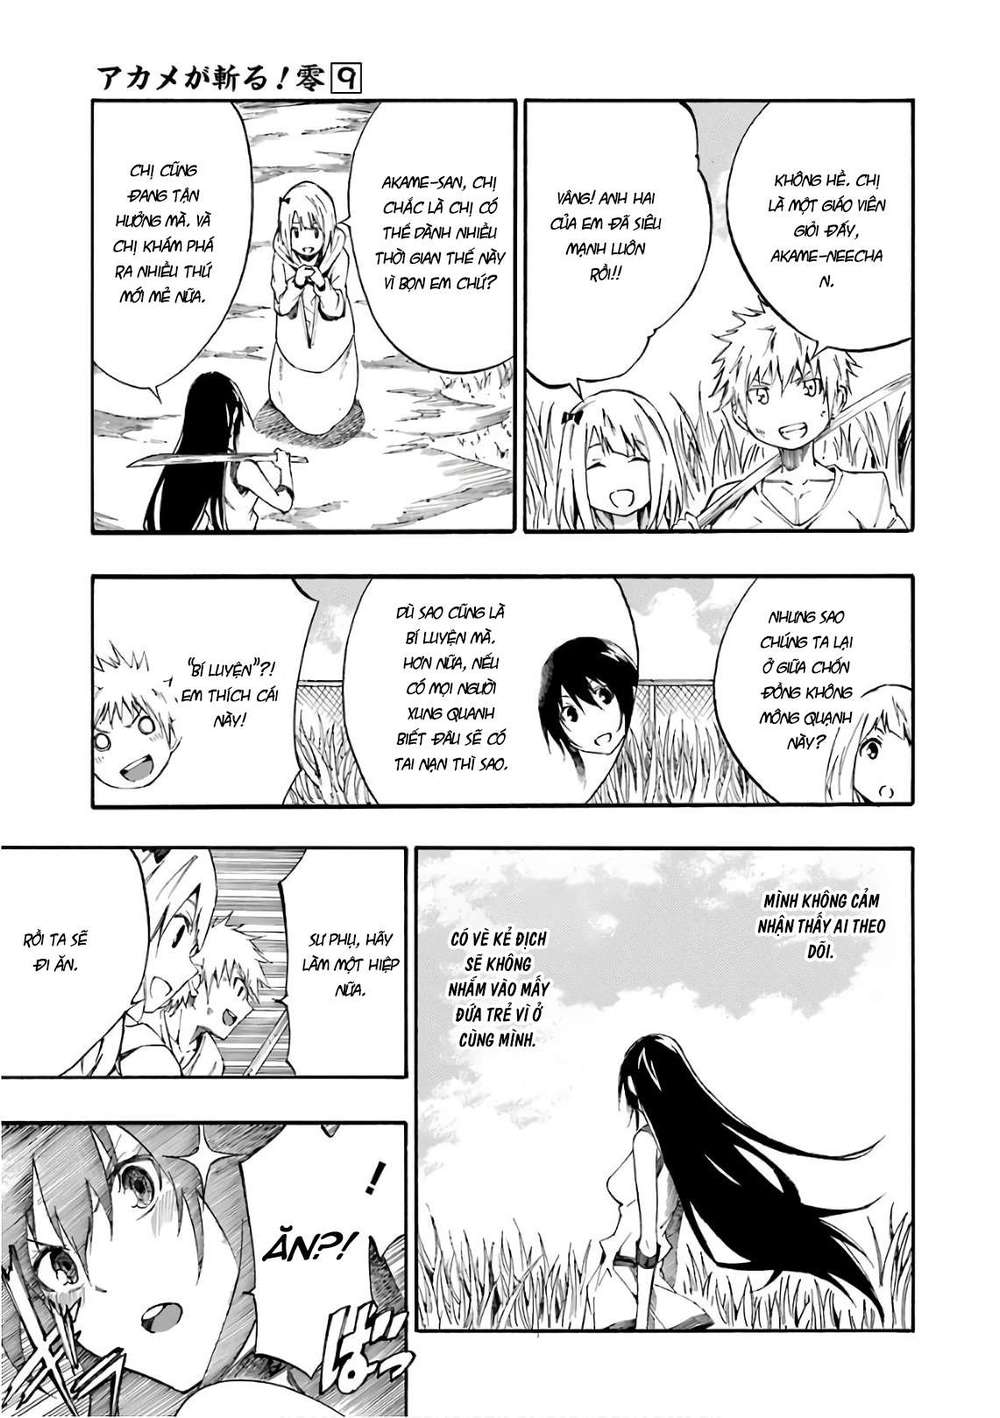 アカメが斬る！零 9
KHÔNG HỀ. CHỊ
LÀ MỘT GIÁO VIÊN
GIỎI ĐẤY,
AKAME-NEECHA
N.
VÂNG! ANH HAI
CỦA EM ĐÃ SIÊU
MẠNH LUÔN
RỒI!!
AKAME-SAN, CHỊ
CHẮC LÀ CHỊ CÓ
THỂ DÀNH NHIỀU
THỜI GIAN THẾ NÀY
VÌ BỌN EM CHỨ?
CHỊ CŨNG
ĐANG TẬN
HƯỞNG MÀ. VÀ
CHỊ KHÁM PHÁ
RA NHIỀU THỨ
MỚI MẺ NỮA.
NHƯNG SAO
CHÚNG TA LẠI
Ở GIỮA CHỐN
ĐỒNG KHÔNG
MÔNG QUẠNH
NÀY?
DÙ SAO CŨNG LÀ
BÍ LUYỆN MÀ.
HƠN NỮA, NẾU
CÓ MỌI NGƯỜI
XUNG QUANH
BIẾT ĐÂU SẼ CÓ
TAI NẠN THÌ SAO.
"BÍ LUYỆN"?!
EM THÍCH CÁI
NÀY!
MÌNH KHÔNG CẢM
NHẬN THẤY AI THEO
DÕI.
CÓ VẺ KẺ ĐỊCH
SẼ KHÔNG
NHẮM VÀO MẤY
ĐỨA TRẺ VÌ Ở
CÙNG MÌNH.
SƯ PHỤ, HÃY
LÀM MỘT HIỆP
NỮA.
RỒI TA SẼ
ĐI ĂN.
!
ĂN?!
ばっ